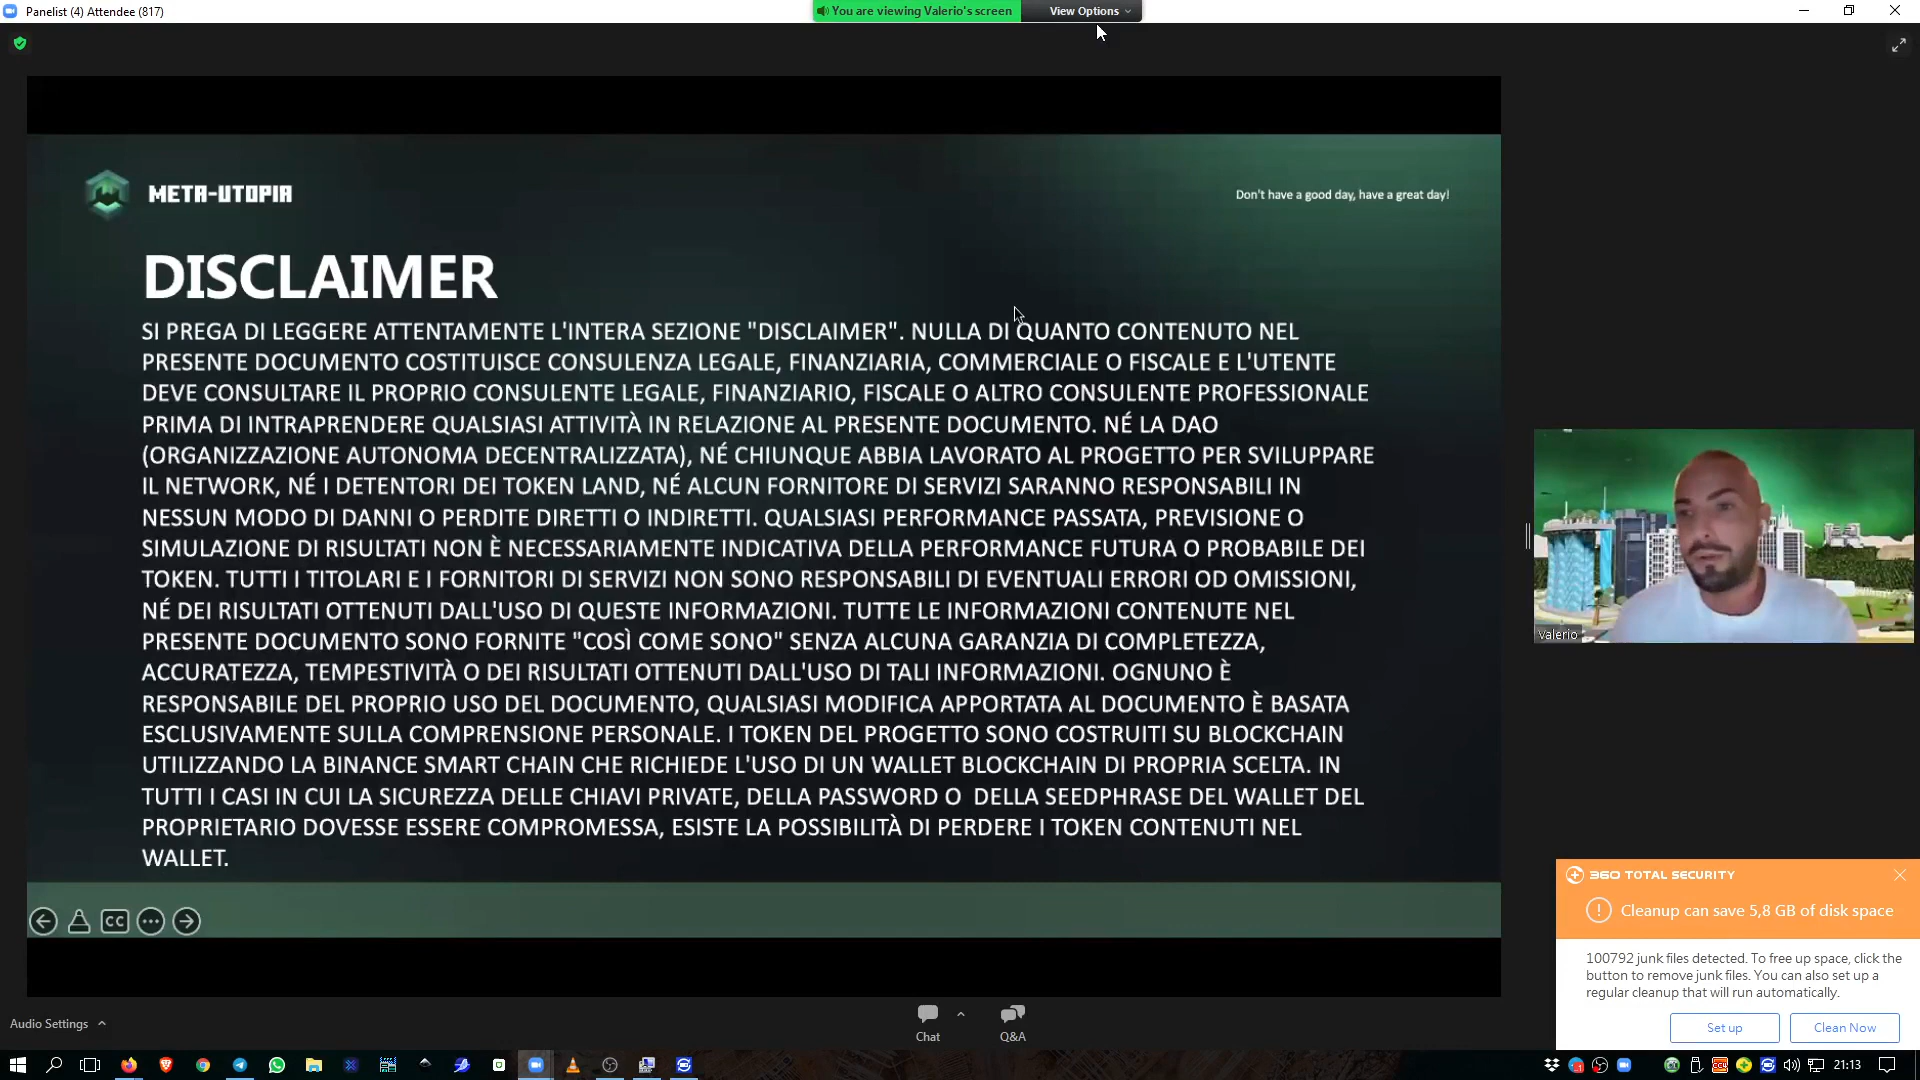 Panelist (4) Attendee (817)
You are viewing Valerio's screen
View Options
META-UTOPIA
Don't have a good day, have a great day!
DISCLAIMER
SI PREGA DI LEGGERE ATTENTAMENTE L'INTERA SEZIONE "DISCLAIMER". NULLA DI QUANTO CONTENUTO NEL
PRESENTE DOCUMENTO COSTITUISCE CONSULENZA LEGALE, FINANZIARIA, COMMERCIALE O FISCALE E L'UTENTE
DEVE CONSULTARE IL PROPRIO CONSULENTE LEGALE, FINANZIARIO, FISCALE O ALTRO CONSULENTE PROFESSIONALE
PRIMA DI INTRAPRENDERE QUALSIASI ATTIVITÀ IN RELAZIONE AL PRESENTE DOCUMENTO. NÉ LA DAO
(ORGANIZZAZIONE AUTONOMA DECENTRALIZZATA), NÉ CHIUNQUE ABBIA LAVORATO AL PROGETTO PER SVILUPPARE
IL NETWORK, NÉ I DETENTORI DEI TOKEN LAND, NÉ ALCUN FORNITORE DI SERVIZI SARANNO RESPONSABILI IN
NESSUN MODO DI DANNI O PERDITE DIRETTI O INDIRETTI. QUALSIASI PERFORMANCE PASSATA, PREVISIONE O
SIMULAZIONE DI RISULTATI NON È NECESSARIAMENTE INDICATIVA DELLA PERFORMANCE FUTURA O PROBABILE DEI
TOKEN. TUTTI I TITOLARI E I FORNITORI DI SERVIZI NON SONO RESPONSABILI DI EVENTUALI ERRORI OD OMISSIONI,
NÉ DEI RISULTATI OTTENUTI DALL'USO DI QUESTE INFORMAZIONI. TUTTE LE INFORMAZIONI CONTENUTE NEL
PRESENTE DOCUMENTO SONO FORNITE "COSÌ COME SONO" SENZA ALCUNA GARANZIA DI COMPLETEZZA,
ACCURATEZZA, TEMPESTIVITÀ O DEI RISULTATI OTTENUTI DALL'USO DI TALI INFORMAZIONI. OGNUNO È
RESPONSABILE DEL PROPRIO USO DEL DOCUMENTO, QUALSIASI MODIFICA APPORTATA AL DOCUMENTO È BASATA
ESCLUSIVAMENTE SULLA COMPRENSIONE PERSONALE. I TOKEN DEL PROGETTO SONO COSTRUITI SU BLOCKCHAIN
UTILIZZANDO LA BINANCE SMART CHAIN CHE RICHIEDE L'USO DI UN WALLET BLOCKCHAIN DI PROPRIA SCELTA. IN
TUTTI I CASI IN CUI LA SICUREZZA DELLE CHIAVI PRIVATE, DELLA PASSWORD O DELLA SEEDPHRASE DEL WALLET DEL
PROPRIETARIO DOVESSE ESSERE COMPROMESSA, ESISTE LA POSSIBILITÀ DI PERDERE I TOKEN CONTENUTI NEL
WALLET.
CC
Valerio
360 TOTAL SECURITY
Cleanup can save 5,8 GB of disk space
100792 junk files detected. To free up space, click the
button to remove junk files. You can also set up a
regular cleanup that will run automatically.
Set up
Clean Now
Audio Settings
Chat
Q&A
21:13